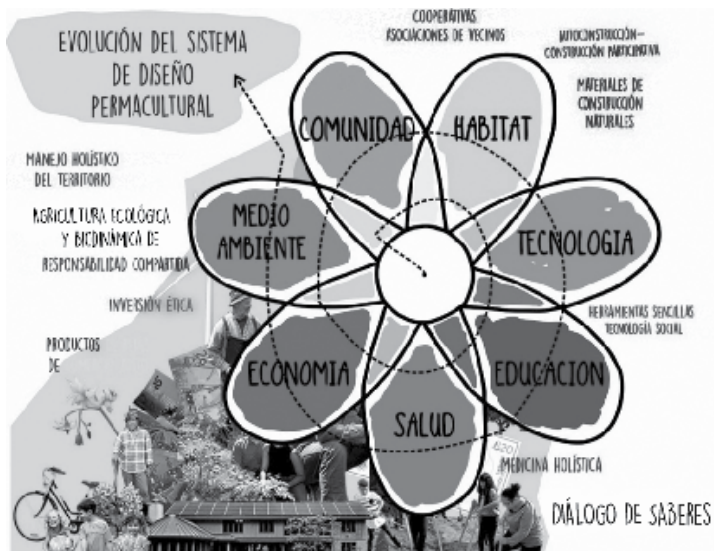 COOPERATIVAS
ASOCIACIONES DE VECINOS
AUTOCONSTRUCCIÓN-
CONSTRUCCIÓN PARTICIPATIVA
EVOLUCIÓN DEL SISTEMA
DE DISEÑO
PERMACULTURAL
MATERIALES DE
CONSTRUCCIÓN
NATURALES
COMUNIDAD
HABITAT
MANEJO HOLÍSTICO
DEL TERRITORIO
AGRICULTURA ECOLÓGICA
Y BIODINÁMICA DE
RESPONSABILIDAD COMPARTIDA
MEDIO
AMBIENTE
TECNOLOGIA
INVERSIÓN ÉTICA
HERRAMIENTAS SENCILLAS
TECNOLOGÍA SOCIAL
PRODUCTOS
DE
ECONOMIA
EDUCACION
SALUD
MEDICINA HOLÍSTICA
DIÁLOGO DE SABERES